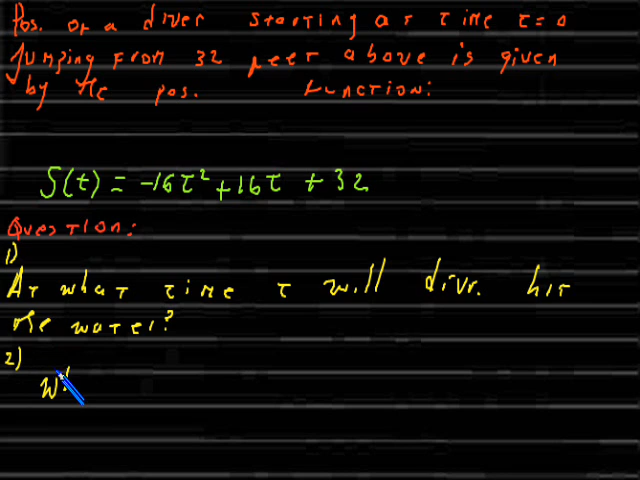 Pos. of a diver starting at time t=0
Jumping from 32 feet above is given
by the pos. function:
S(t) = -16t² + 16t + 32
Question:
1)
At what time t will divr. hit
the water?
2)